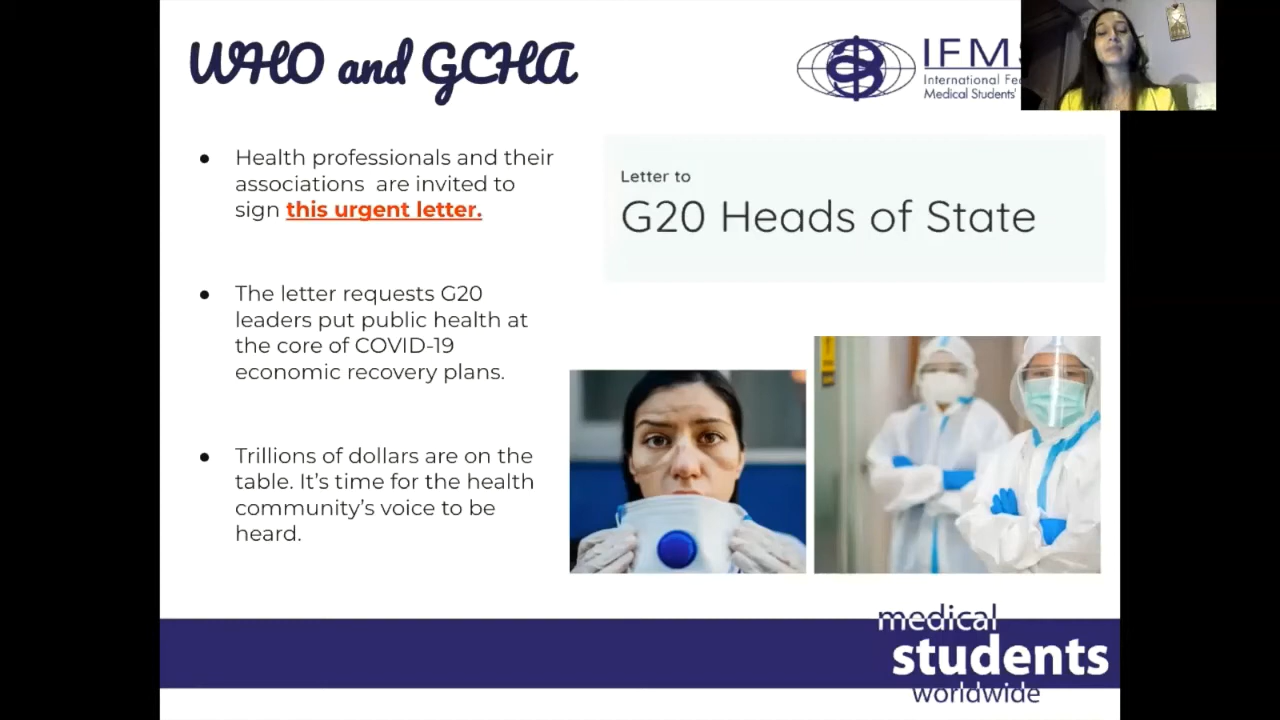 WHO and GCHA
IFMS
International Fe
Medical Students'
Health professionals and their
associations are invited to
sign this urgent letter.
Letter to
G20 Heads of State
The letter requests G20
leaders put public health at
the core of COVID-19
economic recovery plans.
Trillions of dollars are on the
table. It's time for the health
community's voice to be
heard.
medical
students
worldwide